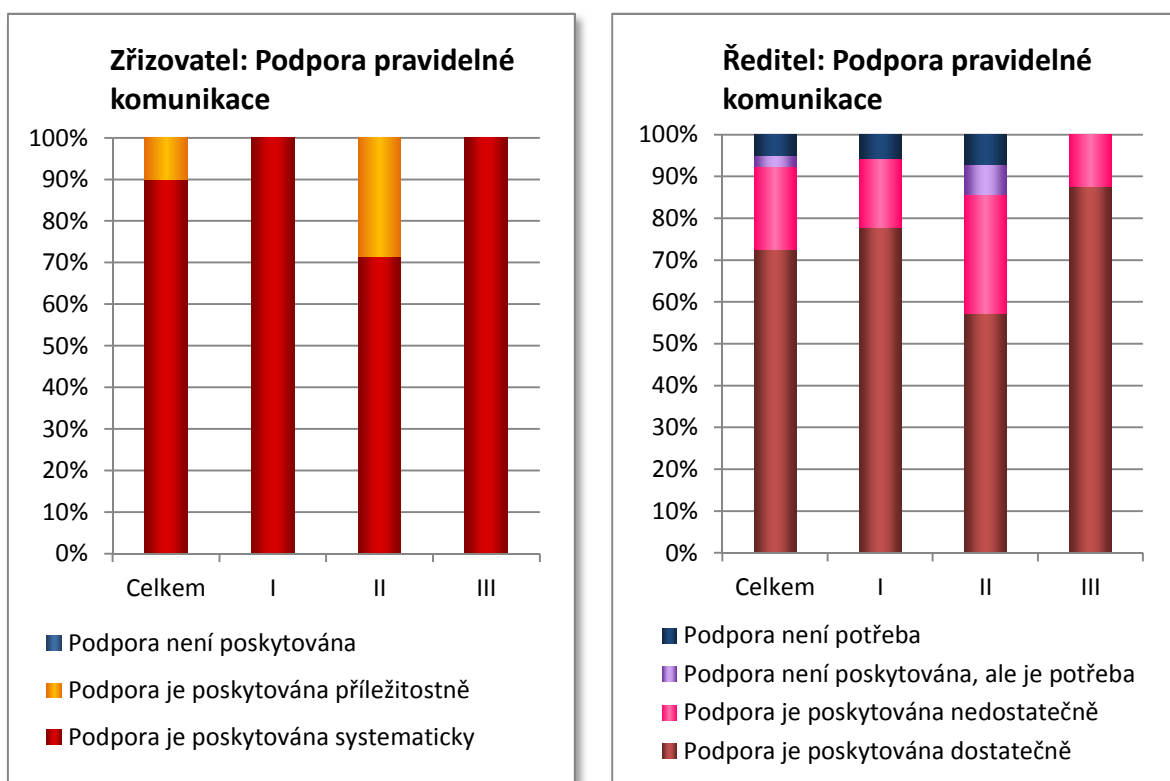 Zřizovatel: Podpora pravidelné
komunikace
100%
90%
80%
70%
60%
50%
40%
30%
20%
10%
0%
Celkem I II III
Podpora není poskytována
Podpora je poskytována příležitostně
Podpora je poskytována systematicky
Ředitel: Podpora pravidelné
komunikace
100%
90%
80%
70%
60%
50%
40%
30%
20%
10%
0%
Celkem I II III
Podpora není potřeba
Podpora není poskytována, ale je potřeba
Podpora je poskytována nedostatečně
Podpora je poskytována dostatečně